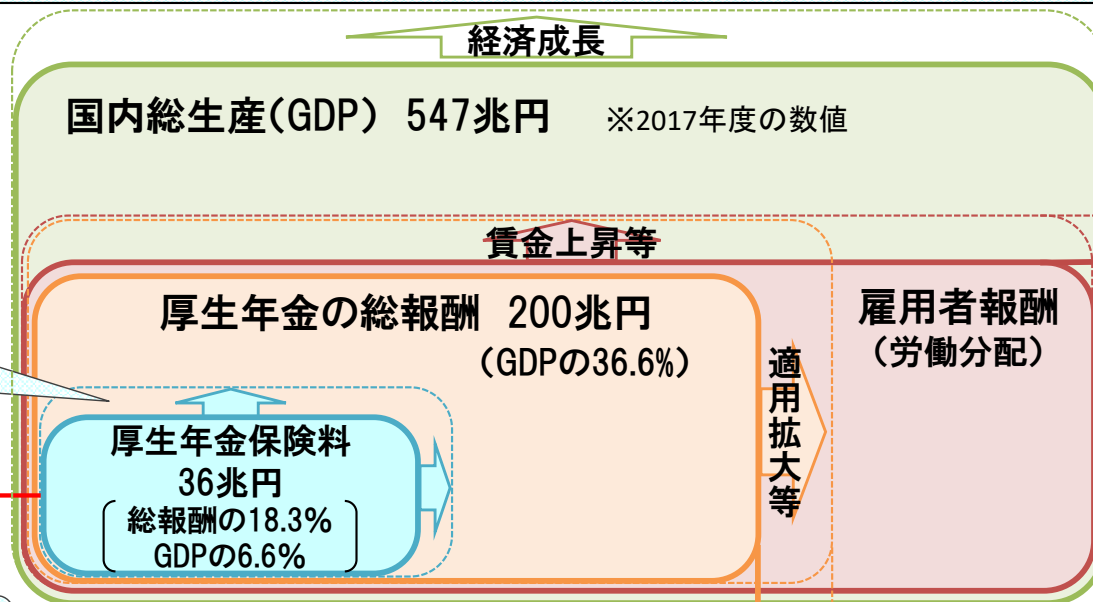 経済成長
国内総生産(GDP) 547兆円 ※2017年度の数値
賃金上昇等
厚生年金の総報酬 200兆円
(GDPの36.6%)
雇用者報酬
(労働分配)
適用拡大等
厚生年金保険料
36兆円
総報酬の18.3%
GDPの6.6%